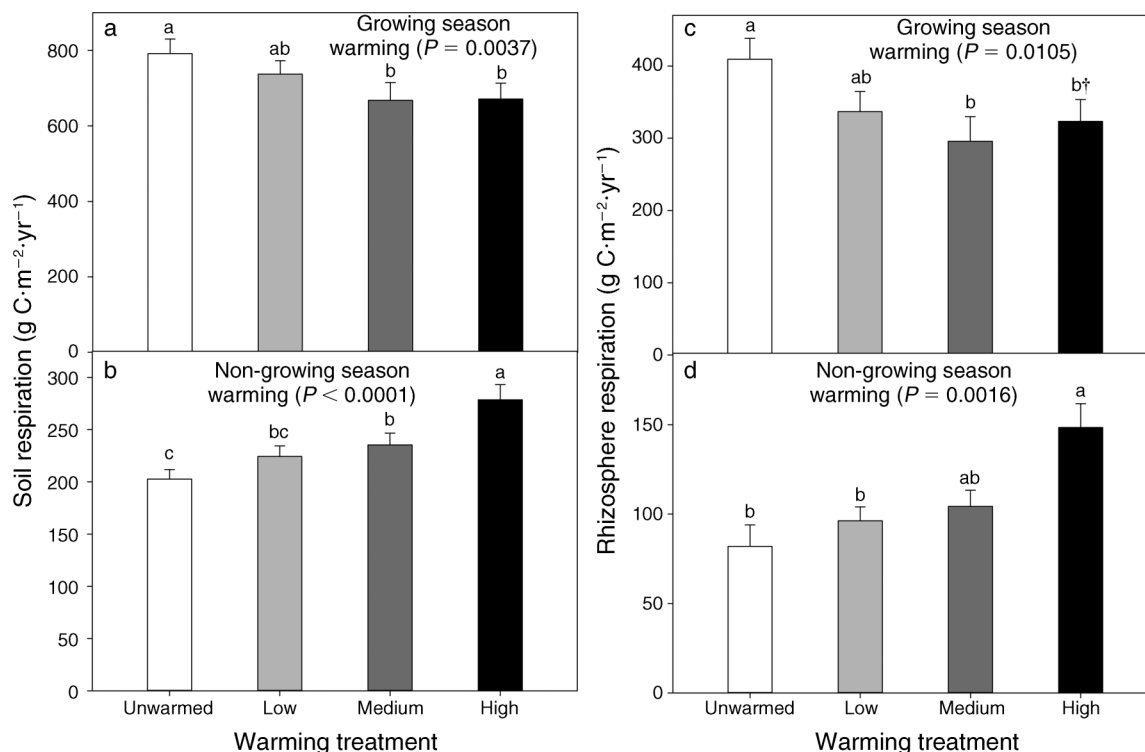 a
Growing season
warming (P = 0.0037)
a
ab
b
b
800
600
400
200
0
b
Non-growing season
warming (P < 0.0001)
c
bc
b
a
300
250
200
150
100
50
0
Soil respiration (g C·m⁻²·yr⁻¹)
Unwarmed
Low
Medium
High
Warming treatment
c
Growing season
warming (P = 0.0105)
a
ab
b
b†
400
300
200
100
0
d
Non-growing season
warming (P = 0.0016)
b
b
ab
a
150
100
50
0
Rhizosphere respiration (g C·m⁻²·yr⁻¹)
Unwarmed
Low
Medium
High
Warming treatment